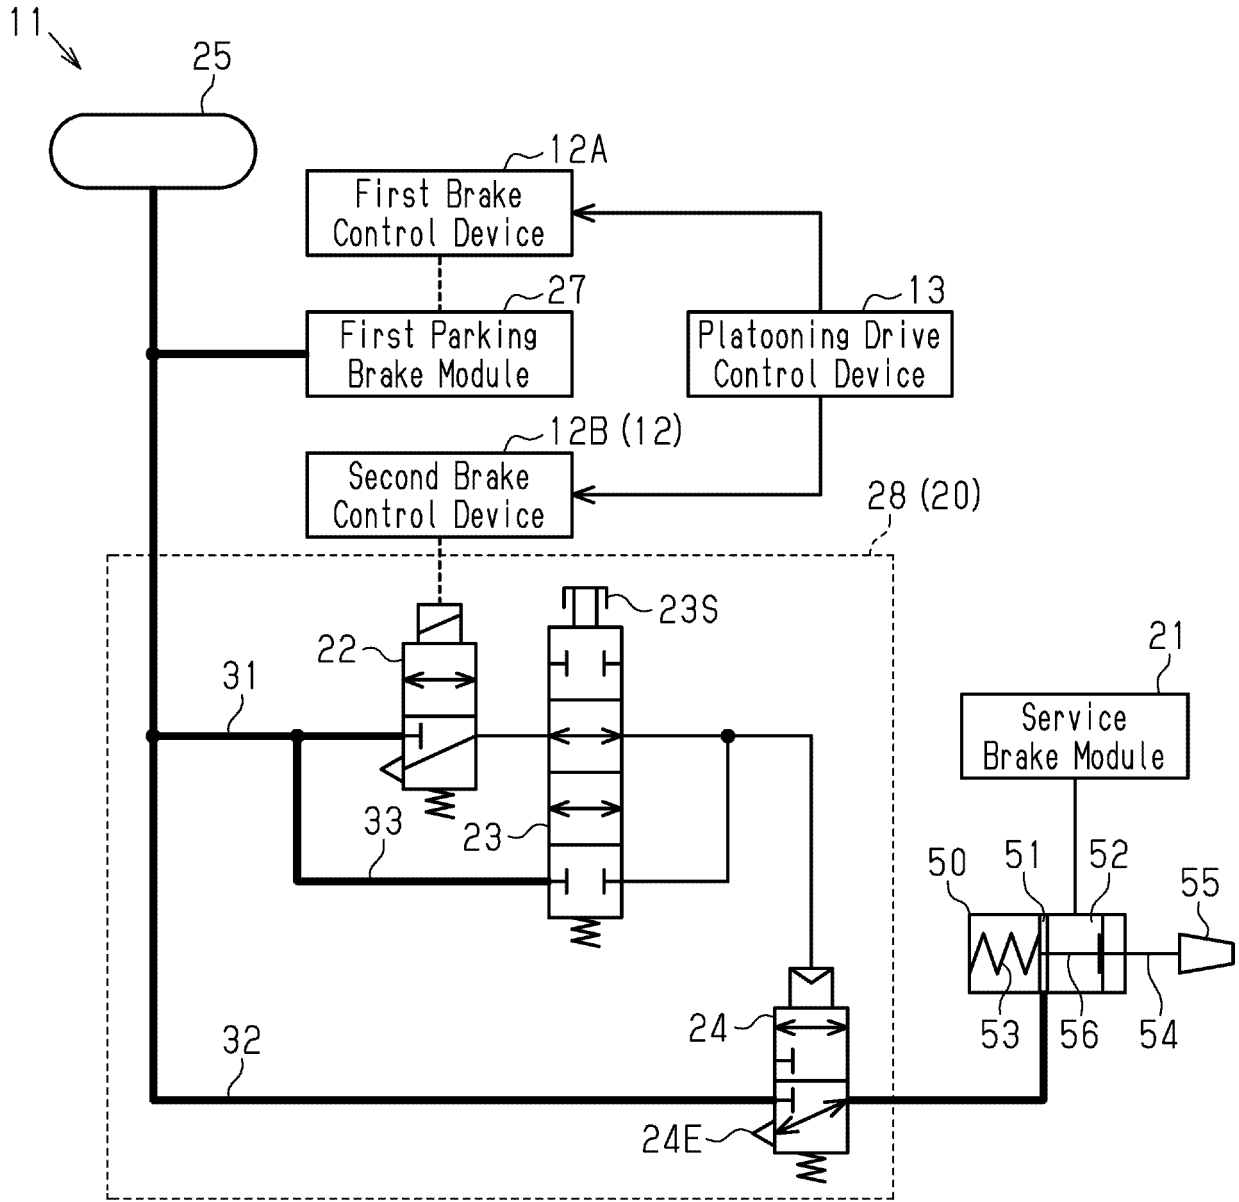 11
25
12A
First Brake
Control Device
27
13
First Parking
Brake Module
Platooning Drive
Control Device
12B (12)
Second Brake
Control Device
28 (20)
23S
22
21
31
Service
Brake Module
33
23
50
51
52
55
24
53
56
54
32
24E